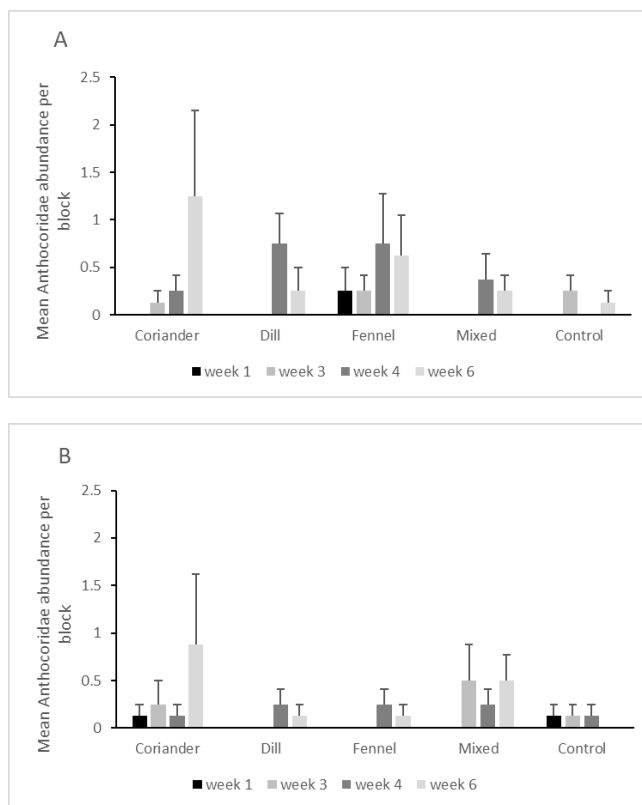 A
Mean Anthocoridae abundance per
block
2.5
2
1.5
1
0.5
0
Coriander Dill Fennel Mixed Control
week 1 week 3 week 4 week 6
B
Mean Anthocoridae abundance per
block
2.5
2
1.5
1
0.5
0
Coriander Dill Fennel Mixed Control
week 1 week 3 week 4 week 6